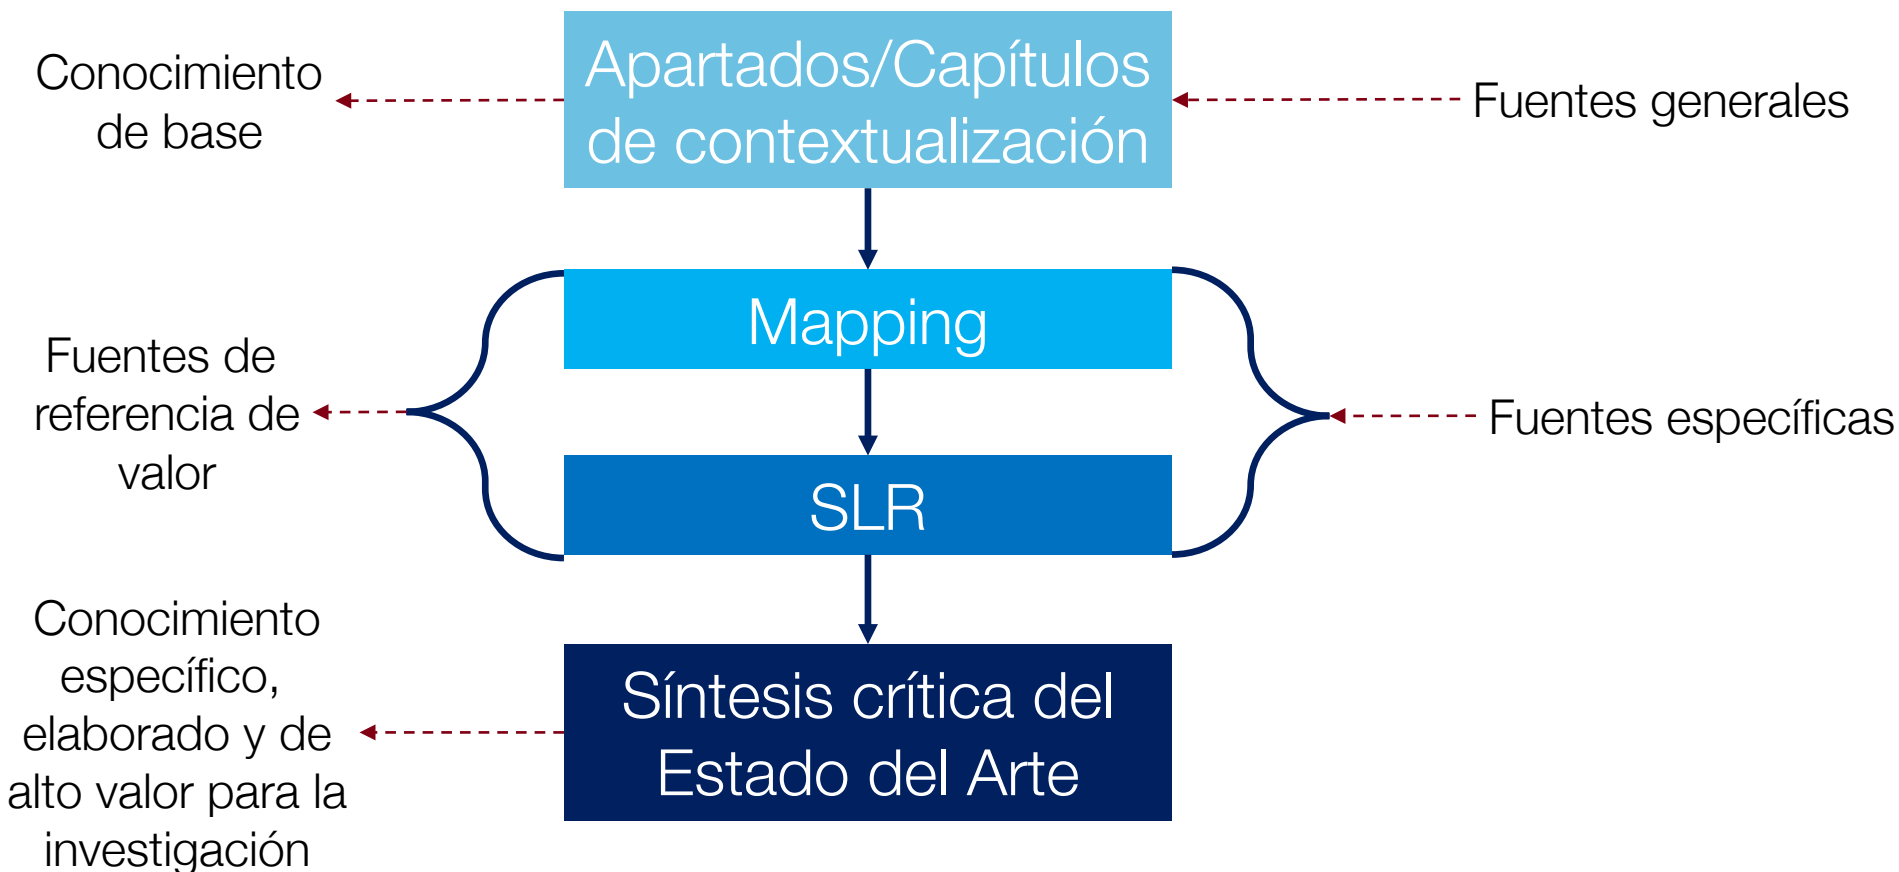 Apartados/Capítulos
de contextualización
Conocimiento
de base
Fuentes generales
Mapping
Fuentes de
referencia de
valor
Fuentes específicas
SLR
Conocimiento
específico,
elaborado y de
alto valor para la
investigación
Síntesis crítica del
Estado del Arte